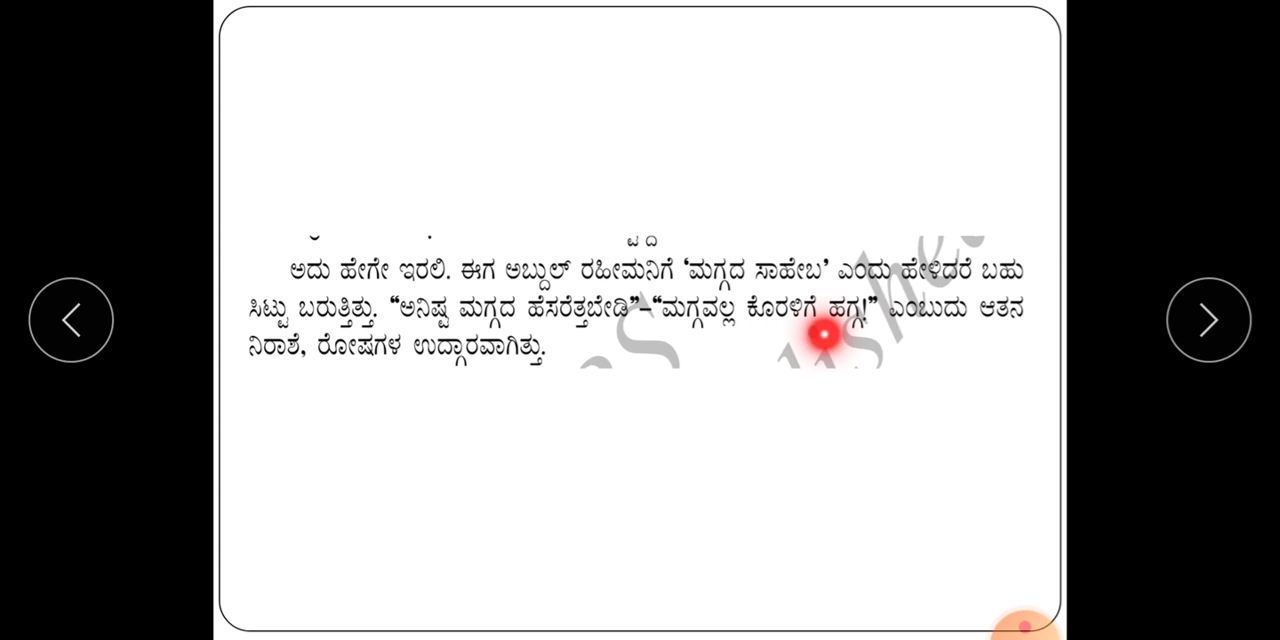 ಅದು ಹೇಗೇ ಇರಲಿ. ಈಗ ಅಬ್ದುಲ್ ರಹೀಮನಿಗೆ ‘ಮಗ್ಗದ ಸಾಹೇಬ’ ಎಂದು ಹೇಳಿದರೆ ಬಹು
ಸಿಟ್ಟು ಬರುತ್ತಿತ್ತು. “ಅನಿಷ್ಟ ಮಗ್ಗದ ಹೆಸರೆತ್ತಬೇಡಿ”–“ಮಗ್ಗವಲ್ಲ ಕೊರಳಿಗೆ ಹಗ್ಗ!” ಎಂಬುದು ಆತನ
ನಿರಾಶೆ, ರೋಷಗಳ ಉದ್ಗಾರವಾಗಿತ್ತು.